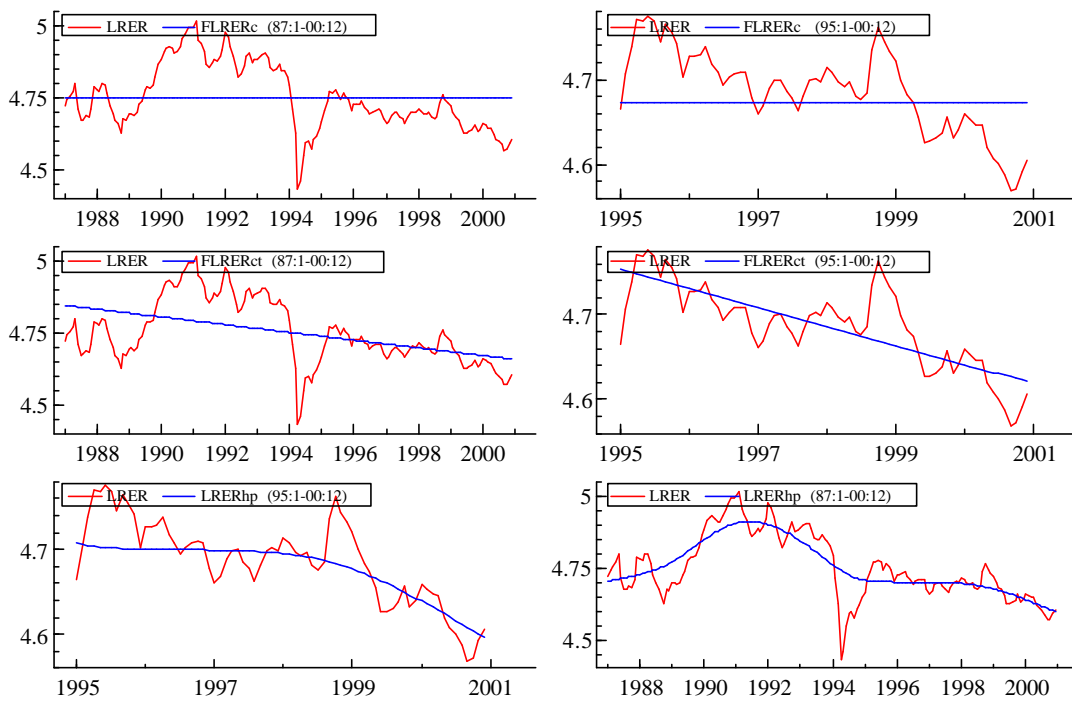 LRER FLRERc (87:1-00:12)
5
4.75
4.5
1988 1990 1992 1994 1996 1998 2000
LRER FLRERc (95:1-00:12)
4.7
4.6
1995 1997 1999 2001
LRER FLRERct (87:1-00:12)
5
4.75
4.5
1988 1990 1992 1994 1996 1998 2000
LRER FLRERct (95:1-00:12)
4.7
4.6
1995 1997 1999 2001
LRER LRERhp (95:1-00:12)
4.7
4.6
1995 1997 1999 2001
LRER LRERhp (87:1-00:12)
5
4.75
4.5
1988 1990 1992 1994 1996 1998 2000